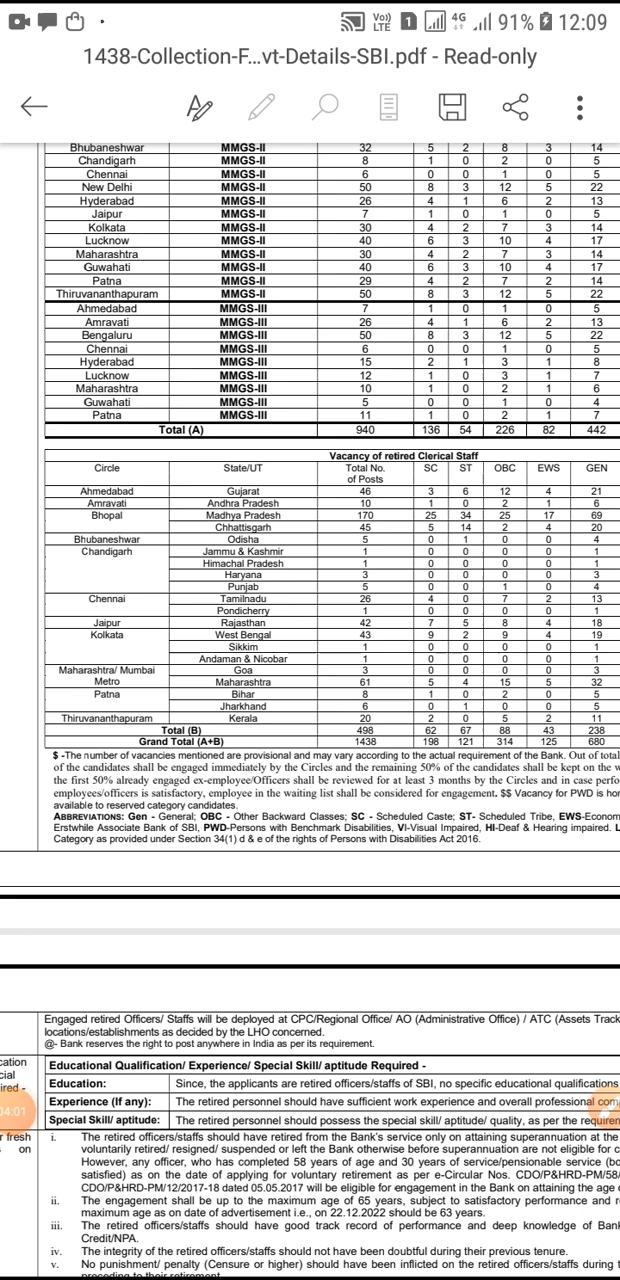 Vo)) LTE 1 4G 91% 12:09
1438-Collection-F...vt-Details-SBI.pdf - Read-only
Bhubaneshwar MMGS-II 32 5 2 8 3 14
Chandigarh MMGS-II 8 1 0 2 0 5
Chennai MMGS-II 6 0 0 1 0 5
New Delhi MMGS-II 50 8 3 12 5 22
Hyderabad MMGS-II 26 4 1 6 2 13
Jaipur MMGS-II 7 1 0 1 0 5
Kolkata MMGS-II 30 4 2 7 3 14
Lucknow MMGS-II 40 6 3 10 4 17
Maharashtra MMGS-II 30 4 2 7 3 14
Guwahati MMGS-II 40 6 3 10 4 17
Patna MMGS-II 29 4 2 7 2 14
Thiruvananthapuram MMGS-II 50 8 3 12 5 22
Ahmedabad MMGS-III 7 1 0 1 0 5
Amravati MMGS-III 26 4 1 6 2 13
Bengaluru MMGS-III 50 8 3 12 5 22
Chennai MMGS-III 6 0 0 1 0 5
Hyderabad MMGS-III 15 2 1 3 1 8
Lucknow MMGS-III 12 1 0 3 1 7
Maharashtra MMGS-III 10 1 0 2 1 6
Guwahati MMGS-III 5 0 0 1 0 4
Patna MMGS-III 11 1 0 2 1 7
Total (A) 940 136 54 226 82 442
Vacancy of retired Clerical Staff
Circle State/UT Total No. SC ST OBC EWS GEN
of Posts
Ahmedabad Gujarat 46 3 6 12 4 21
Amravati Andhra Pradesh 10 1 0 2 1 6
Bhopal Madhya Pradesh 170 25 34 25 17 69
Chhattisgarh 45 5 14 2 4 20
Bhubaneshwar Odisha 5 0 1 0 0 4
Chandigarh Jammu & Kashmir 1 0 0 0 0 1
Himachal Pradesh 1 0 0 0 0 1
Haryana 3 0 0 0 0 3
Punjab 5 0 0 1 0 4
Chennai Tamilnadu 26 4 0 7 2 13
Pondicherry 1 0 0 0 0 1
Jaipur Rajasthan 42 7 5 8 4 18
Kolkata West Bengal 43 9 2 9 4 19
Sikkim 1 0 0 0 0 1
Andaman & Nicobar 1 0 0 0 0 1
Maharashtra/ Mumbai Goa 3 0 0 0 0 3
Metro Maharashtra 61 5 4 15 5 32
Patna Bihar 8 1 0 2 0 5
Jharkhand 6 0 1 0 0 5
Thiruvananthapuram Kerala 20 2 0 5 2 11
Total (B) 498 62 67 88 43 238
Grand Total (A+B) 1438 198 121 314 125 680
$ -The number of vacancies mentioned are provisional and may vary according to the actual requirement of the Bank. Out of total
of the candidates shall be engaged immediately by the Circles and the remaining 50% of the candidates shall be kept on the w
the first 50% already engaged ex-employee/Officers shall be reviewed for at least 3 months by the Circles and in case perfo
employees/officers is satisfactory, employee in the waiting list shall be considered for engagement. $$ Vacancy for PWD is hor
available to reserved category candidates.
ABBREVIATIONS: Gen - General; OBC - Other Backward Classes; SC - Scheduled Caste; ST- Scheduled Tribe, EWS-Econom
Erstwhile Associate Bank of SBI, PWD-Persons with Benchmark Disabilities, VI-Visual Impaired, HI-Deaf & Hearing impaired. L
Category as provided under Section 34(1) d & e of the rights of Persons with Disabilities Act 2016.
Engaged retired Officers/ Staffs will be deployed at CPC/Regional Office/ AO (Administrative Office) / ATC (Assets Track
locations/establishments as decided by the LHO concerned.
@- Bank reserves the right to post anywhere in India as per its requirement.
cation Educational Qualification/ Experience/ Special Skill/ aptitude Required -
cial
ired - Education: Since, the applicants are retired officers/staffs of SBI, no specific educational qualifications
04:01 Experience (If any): The retired personnel should have sufficient work experience and overall professional com
Special Skill/ aptitude: The retired personnel should possess the special skill/ aptitude/ quality, as per the requirem
r fresh i. The retired officers/staffs should have retired from the Bank's service only on attaining superannuation at the
on voluntarily retired/ resigned/ suspended or left the Bank otherwise before superannuation are not eligible for c
However, any officer, who has completed 58 years of age and 30 years of service/pensionable service (bo
satisfied) as on the date of applying for voluntary retirement as per e-Circular Nos. CDO/P&HRD-PM/58/
CDO/P&HRD-PM/12/2017-18 dated 05.05.2017 will be eligible for engagement in the Bank on attaining the age
ii. The engagement shall be up to the maximum age of 65 years, subject to satisfactory performance and r
maximum age as on date of advertisement i.e., on 22.12.2022 should be 63 years.
iii. The retired officers/staffs should have good track record of performance and deep knowledge of Bank
Credit/NPA.
iv. The integrity of the retired officers/staffs should not have been doubtful during their previous tenure.
v. No punishment/ penalty (Censure or higher) should have been inflicted on the retired officers/staffs during t
preceding to their retirement.